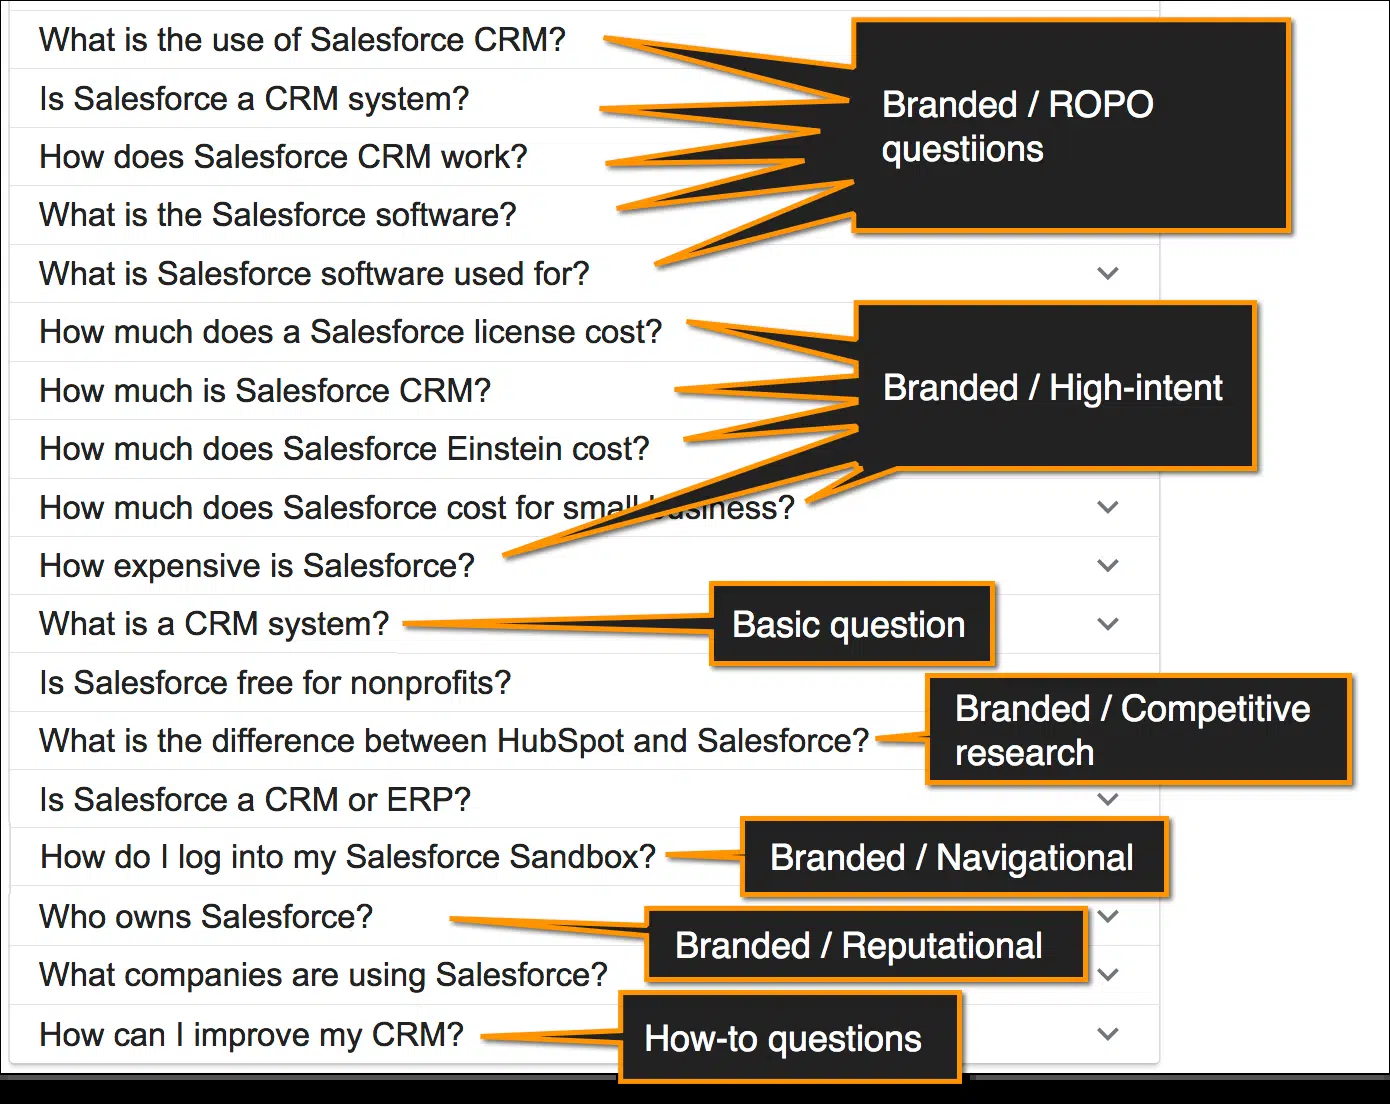 What is the use of Salesforce CRM?
Is Salesforce a CRM system?
Branded / ROPO
questiions
How does Salesforce CRM work?
What is the Salesforce software?
What is Salesforce software used for?
How much does a Salesforce license cost?
How much is Salesforce CRM?
Branded / High-intent
How much does Salesforce Einstein cost?
How much does Salesforce cost for small business?
How expensive is Salesforce?
What is a CRM system?
Basic question
Is Salesforce free for nonprofits?
What is the difference between HubSpot and Salesforce?
Branded / Competitive
research
Is Salesforce a CRM or ERP?
How do I log into my Salesforce Sandbox?
Branded / Navigational
Who owns Salesforce?
Branded / Reputational
What companies are using Salesforce?
How can I improve my CRM?
How-to questions